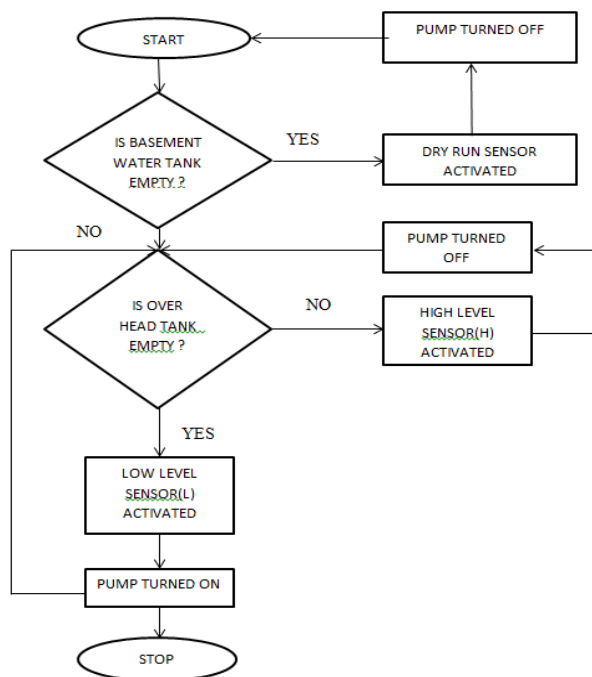 START
PUMP TURNED OFF
IS BASEMENT
WATER TANK
EMPTY ?
YES
DRY RUN SENSOR
ACTIVATED
NO
PUMP TURNED
OFF
IS OVER
HEAD TANK
EMPTY ?
NO
HIGH LEVEL
SENSOR(H)
ACTIVATED
YES
LOW LEVEL
SENSOR(L)
ACTIVATED
PUMP TURNED ON
STOP